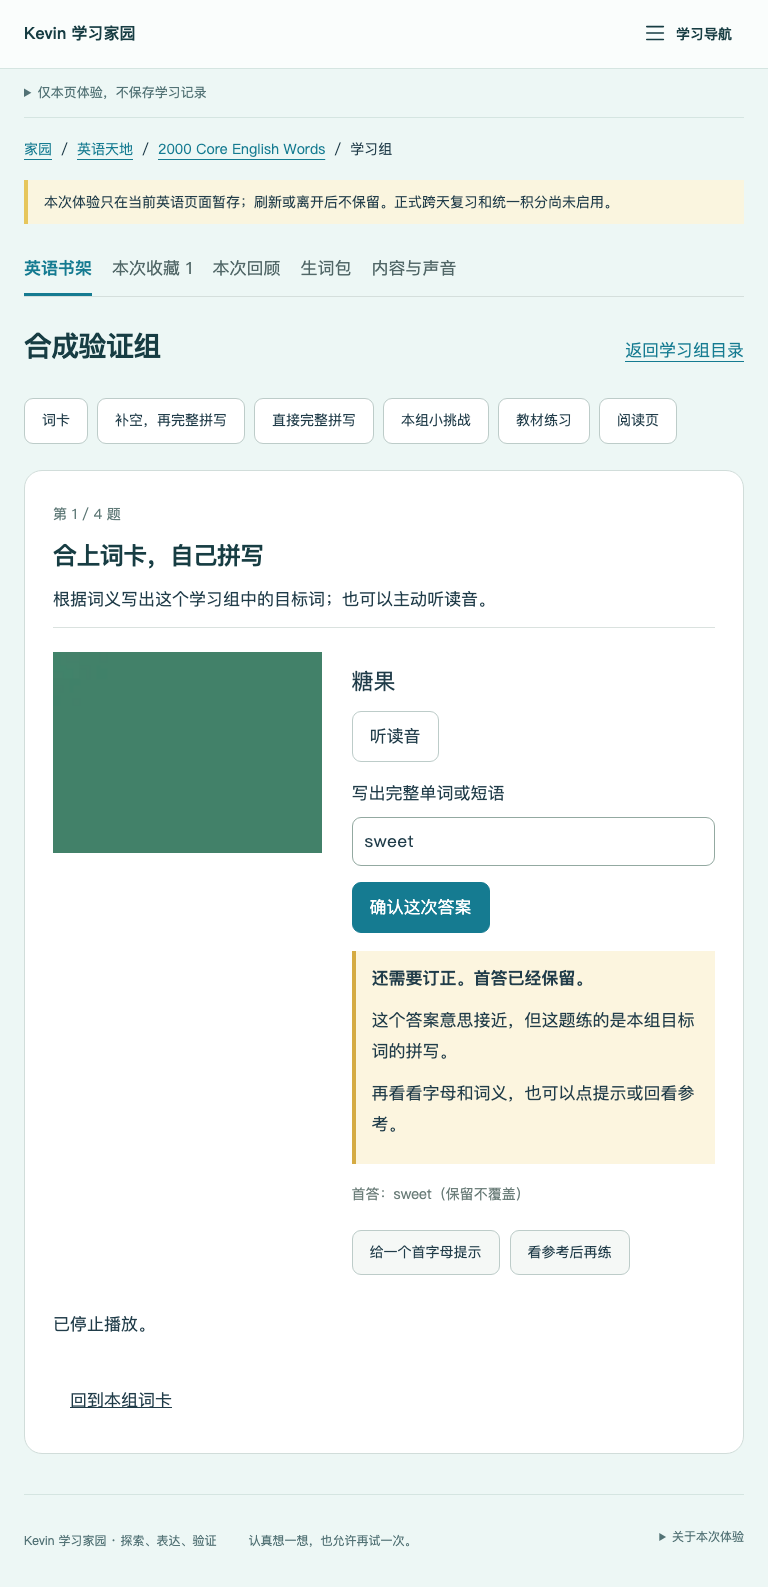 Kevin 学习家园
学习导航
仅本页体验，不保存学习记录
家园 / 英语天地 / 2000 Core English Words / 学习组
本次体验只在当前英语页面暂存；刷新或离开后不保留。正式跨天复习和统一积分尚未启用。
英语书架 本次收藏 1 本次回顾 生词包 内容与声音
合成验证组
返回学习组目录
词卡 补空，再完整拼写 直接完整拼写 本组小挑战 教材练习 阅读页
第 1 / 4 题
合上词卡，自己拼写
根据词义写出这个学习组中的目标词；也可以主动听读音。
糖果
听读音
写出完整单词或短语
sweet
确认这次答案
还需要订正。首答已经保留。
这个答案意思接近，但这题练的是本组目标
词的拼写。
再看看字母和词义，也可以点提示或回看参
考。
首答：sweet（保留不覆盖）
给一个首字母提示 看参考后再练
已停止播放。
回到本组词卡
Kevin 学习家园 · 探索、表达、验证 认真想一想，也允许再试一次。
关于本次体验